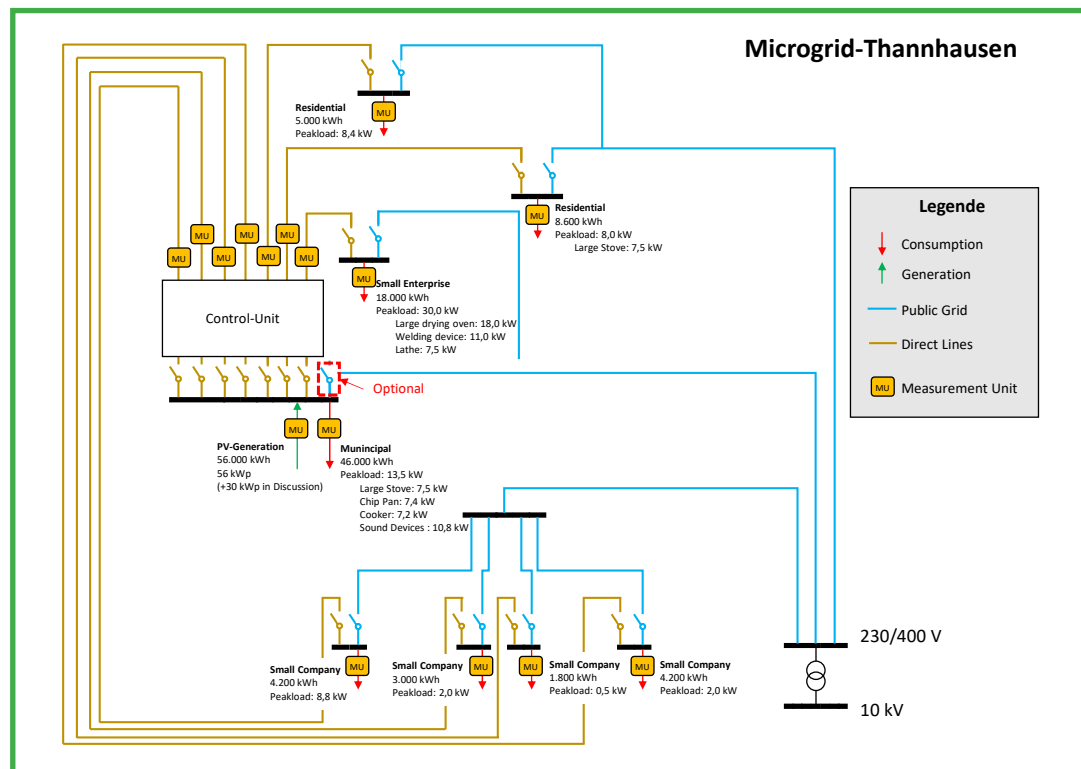 Microgrid-Thannhausen
MU
Residential
5.000 kWh
Peakload: 8,4 kW
MU
Residential
8.600 kWh
Peakload: 8,0 kW
Large Stove: 7,5 kW
MU
MU
MU
MU
MU
MU
MU
MU
Small Enterprise
18.000 kWh
Peakload: 30,0 kW
Large drying oven: 18,0 kW
Welding device: 11,0 kW
Lathe: 7,5 kW
Control-Unit
Optional
MU
MU
PV-Generation
56.000 kWh
56 kWp
(+30 kWp in Discussion)
Munincipal
46.000 kWh
Peakload: 13,5 kW
Large Stove: 7,5 kW
Chip Pan: 7,4 kW
Cooker: 7,2 kW
Sound Devices : 10,8 kW
Legende
Consumption
Generation
Public Grid
Direct Lines
MU
Measurement Unit
MU
MU
MU
MU
Small Company
4.200 kWh
Peakload: 8,8 kW
Small Company
3.000 kWh
Peakload: 2,0 kW
Small Company
1.800 kWh
Peakload: 0,5 kW
Small Company
4.200 kWh
Peakload: 2,0 kW
230/400 V
10 kV